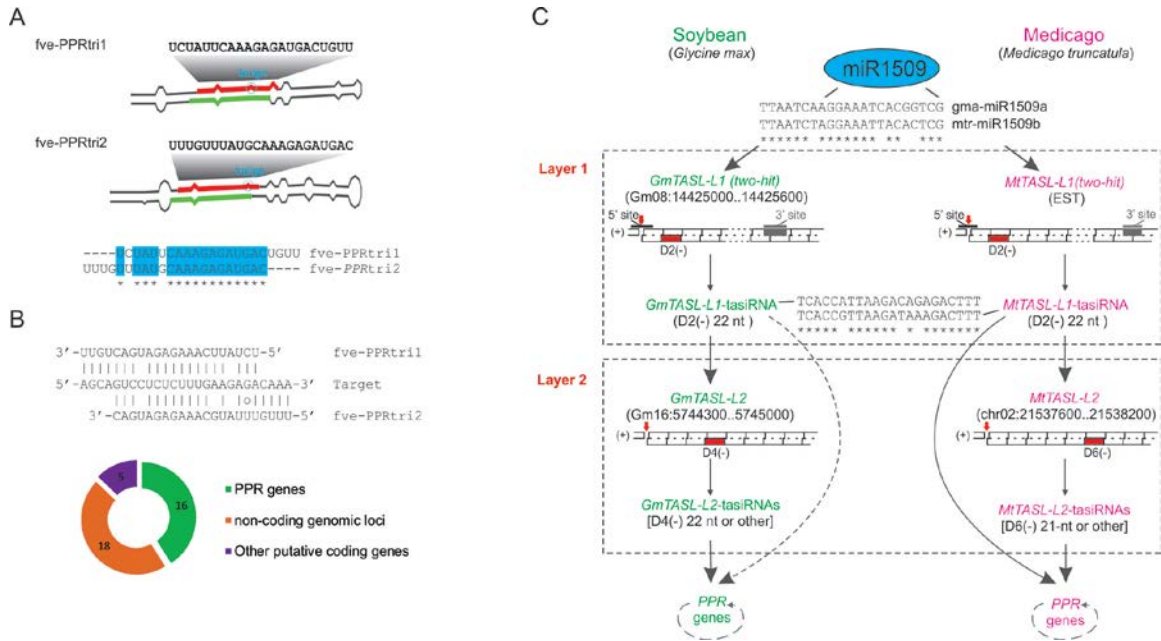 A
fve-PPRtri1
UCUAUUCAAAGAGAUGACUGUU
fve-PPRtri2
UUUGUUUAUGCAAAGAGAUGAC
----UCUAUUCAAAGAGAUGACUGUU fve-PPRtri1
UUUGUUUAUGCAAAGAGAUGAC---- fve-PPRtri2
* *** *************
B
3'-UUGUCAGUAGAGAAACUUAUCU-5' fve-PPRtri1
5'-AGCAGUCCUCUCUUUGAAGAGACAAA-3' Target
3'-CAGUAGAGAAACGUAUUUGUUU-5' fve-PPRtri2
5
16
18
PPR genes
non-coding genomic loci
Other putative coding genes
C
Soybean
(Glycine max)
Medicago
(Medicago truncatula)
miR1509
TTAATCAAGGAAATCACGGTCG gma-miR1509a
TTAATCTAGGAAATTACACTCG mtr-miR1509b
****** ******* ** ***
Layer 1
GmTASL-L1 (two-hit)
(Gm08:14425000..14425600)
5' site
3' site
(+)
D2(-)
MtTASL-L1(two-hit)
(EST)
5' site
3' site
(+)
D2(-)
GmTASL-L1-tasiRNA
(D2(-) 22 nt )
TCACCATTAAGACAGAGACTTT
TCACCGTTAAGATAAAGACTTT
***** ****** * *******
MtTASL-L1-tasiRNA
(D2(-) 22 nt )
Layer 2
GmTASL-L2
(Gm16:5744300..5745000)
(+)
D4(-)
MtTASL-L2
(chr02:21537600..21538200)
(+)
D6(-)
GmTASL-L2-tasiRNAs
[D4(-) 22 nt or other]
MtTASL-L2-tasiRNAs
[D6(-) 21-nt or other]
PPR
genes
PPR
genes